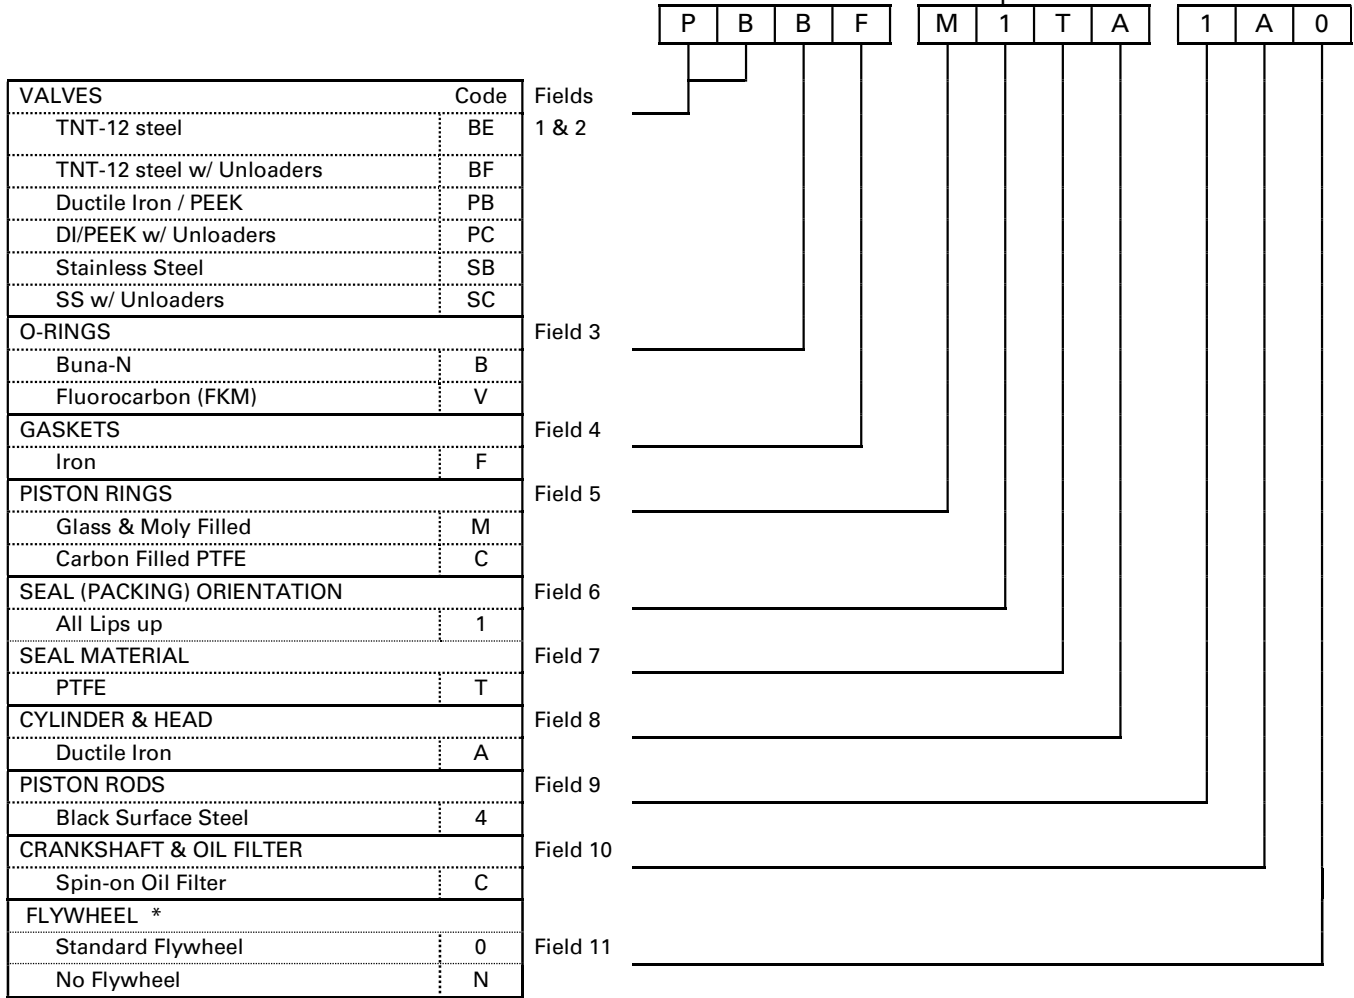 P B B F M 1 T A 1 A 0
VALVES Code Fields
TNT-12 steel BE 1 & 2
TNT-12 steel w/ Unloaders BF
Ductile Iron / PEEK PB
DI/PEEK w/ Unloaders PC
Stainless Steel SB
SS w/ Unloaders SC
O-RINGS Field 3
Buna-N B
Fluorocarbon (FKM) V
GASKETS Field 4
Iron F
PISTON RINGS Field 5
Glass & Moly Filled M
Carbon Filled PTFE C
SEAL (PACKING) ORIENTATION Field 6
All Lips up 1
SEAL MATERIAL Field 7
PTFE T
CYLINDER & HEAD Field 8
Ductile Iron A
PISTON RODS Field 9
Black Surface Steel 4
CRANKSHAFT & OIL FILTER Field 10
Spin-on Oil Filter C
FLYWHEEL *
Standard Flywheel 0 Field 11
No Flywheel N